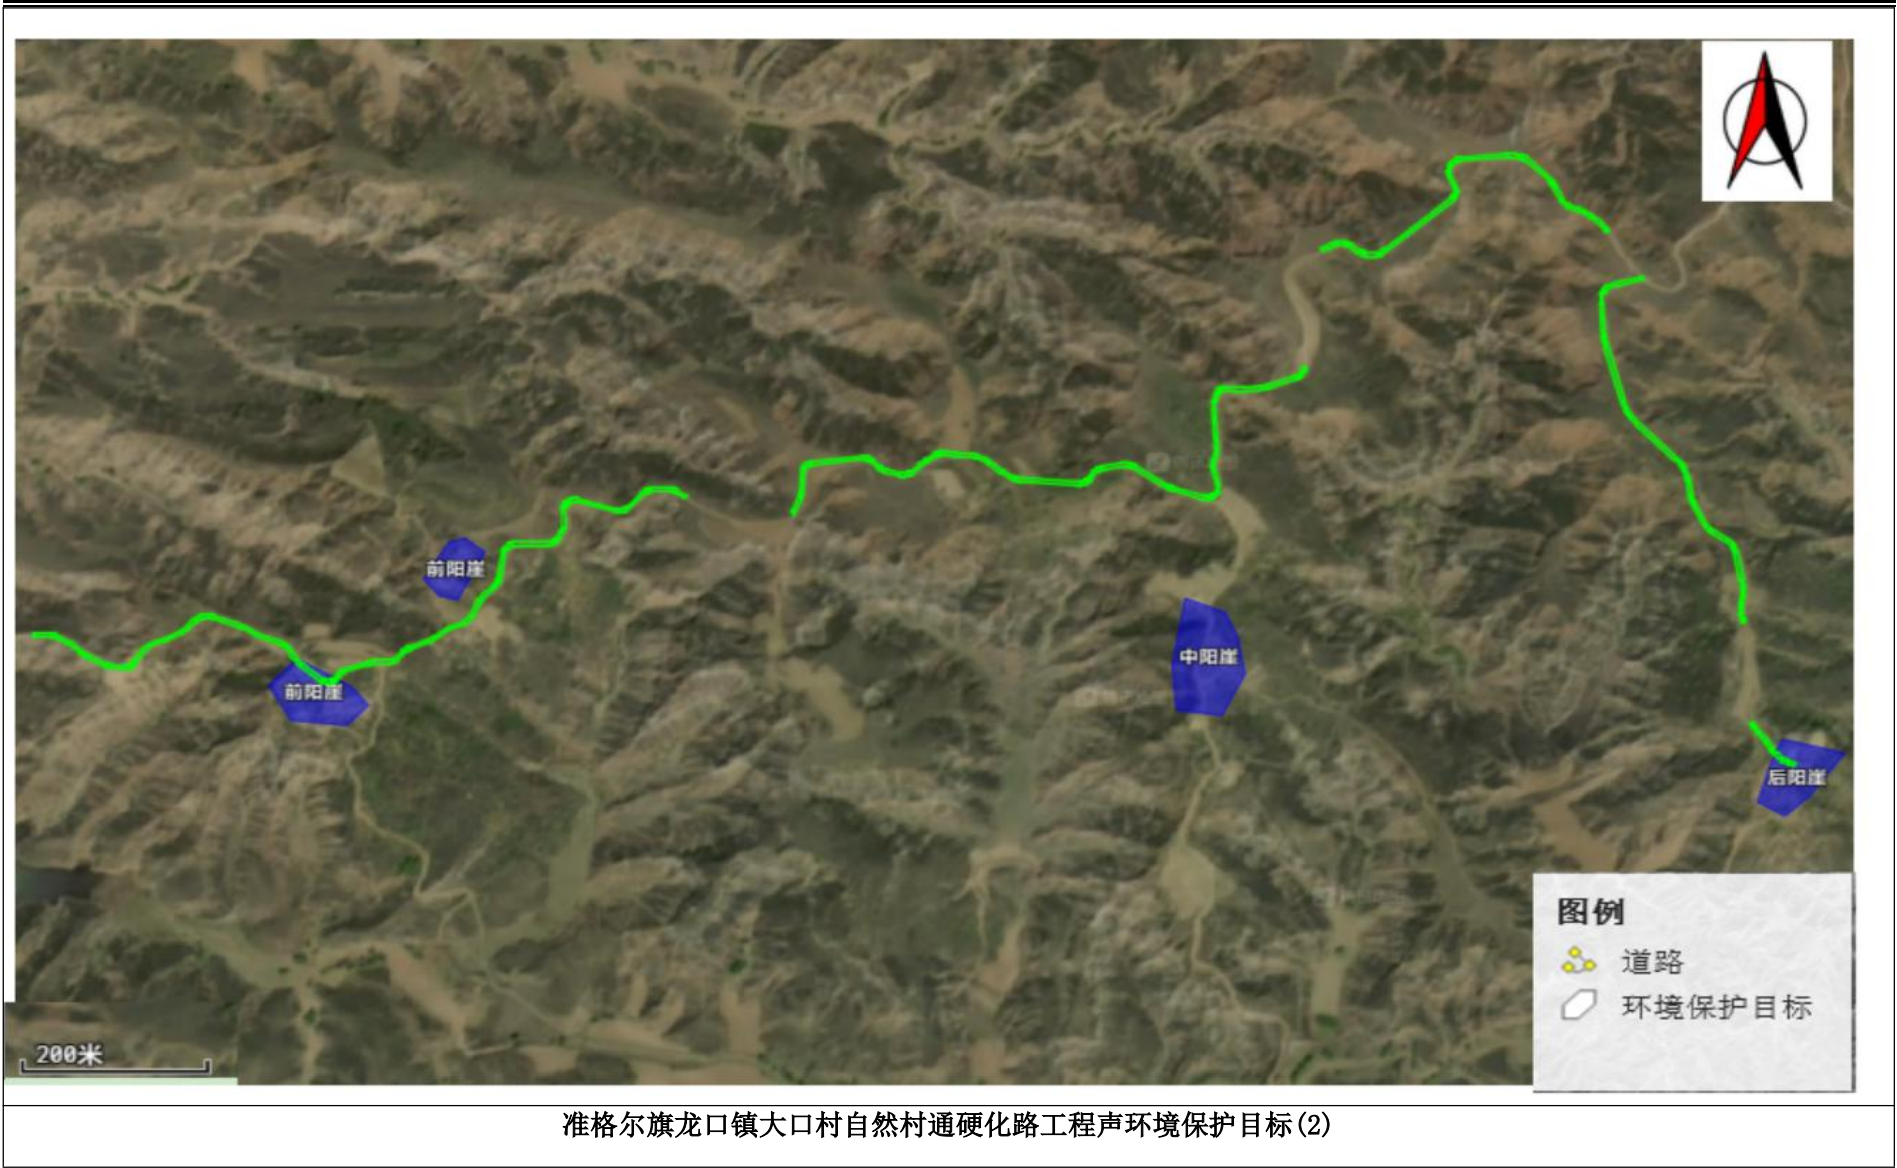 前阳崖
中阳崖
前阳崖
后阳崖
图例
道路
环境保护目标
200米
准格尔旗龙口镇大口村自然村通硬化路工程声环境保护目标(2)